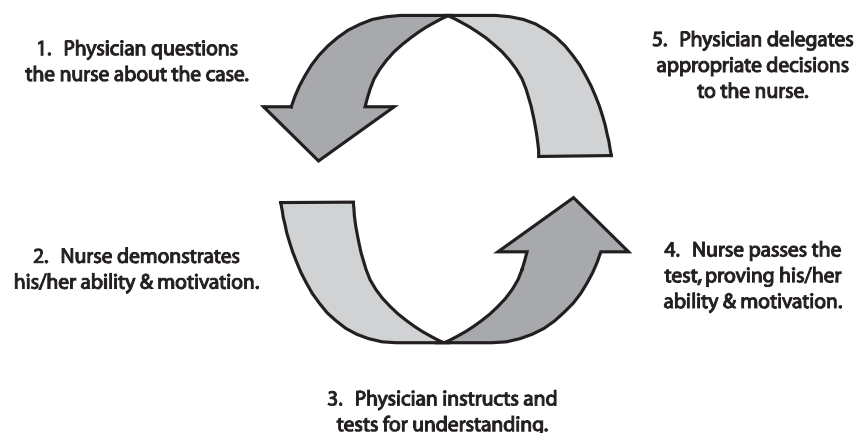 1. Physician questions
the nurse about the case.
5. Physician delegates
appropriate decisions
to the nurse.
2. Nurse demonstrates
his/her ability & motivation.
4. Nurse passes the
test, proving his/her
ability & motivation.
3. Physician instructs and
tests for understanding.